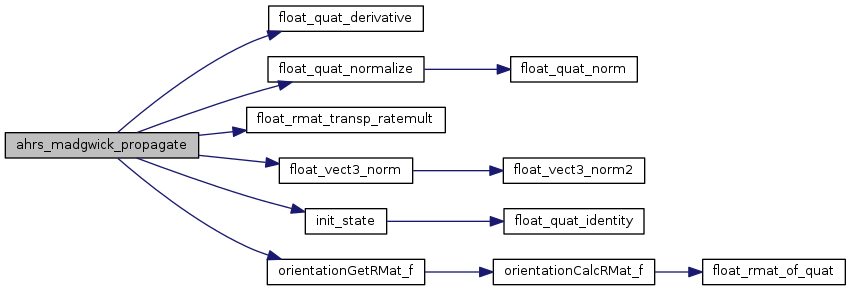 float_quat_derivative
float_quat_normalize
float_quat_norm
float_rmat_transp_ratemult
ahrs_madgwick_propagate
float_vect3_norm
float_vect3_norm2
init_state
float_quat_identity
orientationGetRMat_f
orientationCalcRMat_f
float_rmat_of_quat